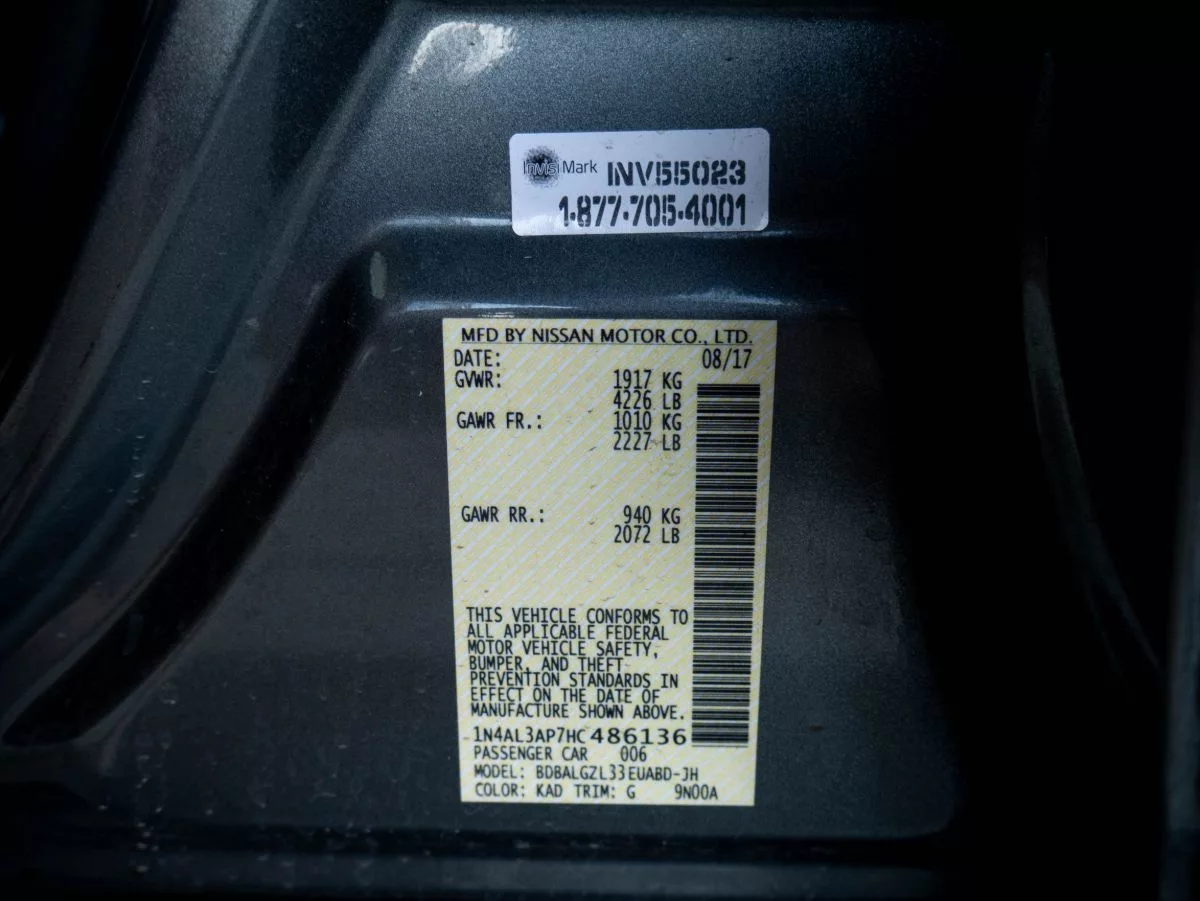 InvisiMark INV55023
1-877-705-4001
MFD BY NISSAN MOTOR CO., LTD.
DATE: 08/17
GVWR: 1917 KG
4226 LB
GAWR FR.: 1010 KG
2227 LB
GAWR RR.: 940 KG
2072 LB
THIS VEHICLE CONFORMS TO
ALL APPLICABLE FEDERAL
MOTOR VEHICLE SAFETY,
BUMPER, AND THEFT
PREVENTION STANDARDS IN
EFFECT ON THE DATE OF
MANUFACTURE SHOWN ABOVE.
1N4AL3AP7HC486136
PASSENGER CAR 006
MODEL: BDBALGZL33EUABD-JH
COLOR: KAD TRIM: G 9N00A